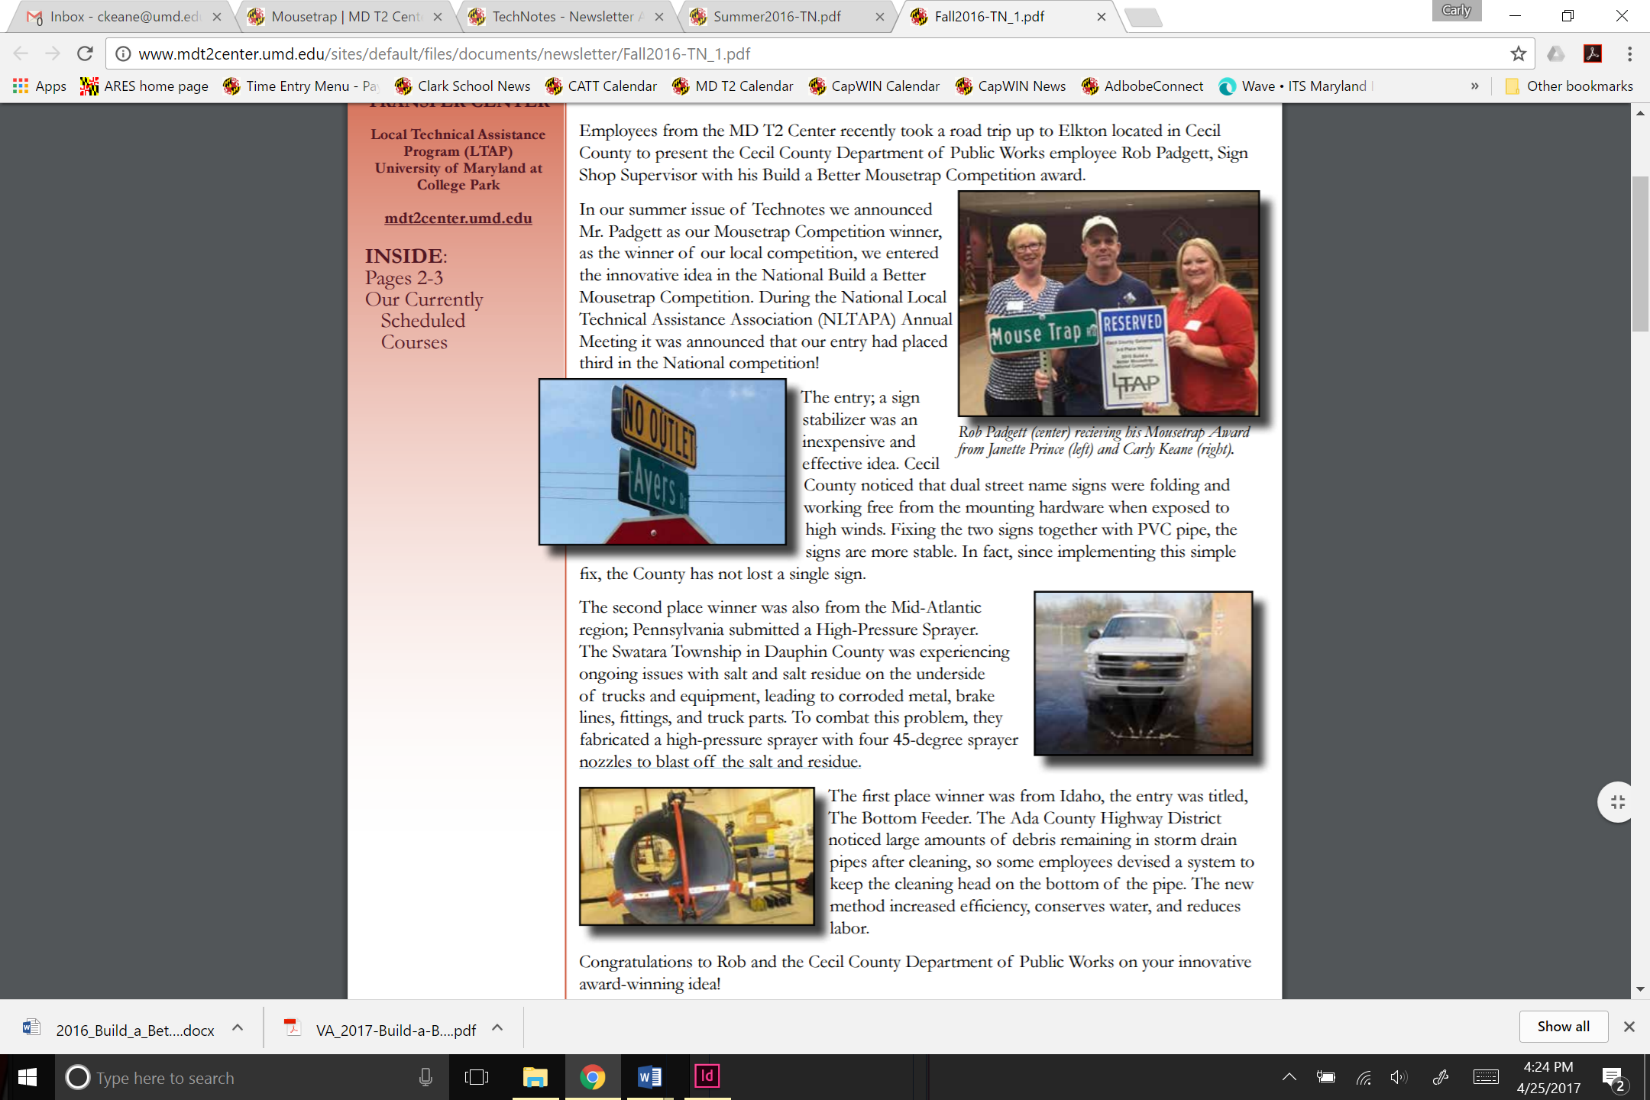 Inbox - ckeane@umd.ed
Mousetrap | MD T2 Cent
TechNotes - Newsletter A
Summer2016-TN.pdf
Fall2016-TN_1.pdf
Carly
www.mdt2center.umd.edu/sites/default/files/documents/newsletter/Fall2016-TN_1.pdf
Apps
ARES home page
Time Entry Menu - Pa
Clark School News
CATT Calendar
MD T2 Calendar
CapWIN Calendar
CapWIN News
AdbobeConnect
Wave • ITS Maryland
»
Other bookmarks
TRANSFER CENTER
Local Technical Assistance
Program (LTAP)
University of Maryland at
College Park
mdt2center.umd.edu
INSIDE:
Pages 2-3
Our Currently
Scheduled
Courses
Employees from the MD T2 Center recently took a road trip up to Elkton located in Cecil
County to present the Cecil County Department of Public Works employee Rob Padgett, Sign
Shop Supervisor with his Build a Better Mousetrap Competition award.
In our summer issue of Technotes we announced
Mr. Padgett as our Mousetrap Competition winner,
as the winner of our local competition, we entered
the innovative idea in the National Build a Better
Mousetrap Competition. During the National Local
Technical Assistance Association (NLTAPA) Annual
Meeting it was announced that our entry had placed
third in the National competition!
Mouse Trap RD
RESERVED
Cecil County Government
3rd Place Winner
2016 Build a
Better Mousetrap
National Competition
LTAP
Rob Padgett (center) recieving his Mousetrap Award
from Janette Prince (left) and Carly Keane (right).
NO OUTLET
Ayers Dr
The entry; a sign
stabilizer was an
inexpensive and
effective idea. Cecil
County noticed that dual street name signs were folding and
working free from the mounting hardware when exposed to
high winds. Fixing the two signs together with PVC pipe, the
signs are more stable. In fact, since implementing this simple
fix, the County has not lost a single sign.
The second place winner was also from the Mid-Atlantic
region; Pennsylvania submitted a High-Pressure Sprayer.
The Swatara Township in Dauphin County was experiencing
ongoing issues with salt and salt residue on the underside
of trucks and equipment, leading to corroded metal, brake
lines, fittings, and truck parts. To combat this problem, they
fabricated a high-pressure sprayer with four 45-degree sprayer
nozzles to blast off the salt and residue.
The first place winner was from Idaho, the entry was titled,
The Bottom Feeder. The Ada County Highway District
noticed large amounts of debris remaining in storm drain
pipes after cleaning, so some employees devised a system to
keep the cleaning head on the bottom of the pipe. The new
method increased efficiency, conserves water, and reduces
labor.
Congratulations to Rob and the Cecil County Department of Public Works on your innovative
award-winning idea!
2016_Build_a_Bet....docx
VA_2017-Build-a-B....pdf
Show all
Type here to search
Id
4:24 PM
4/25/2017
2